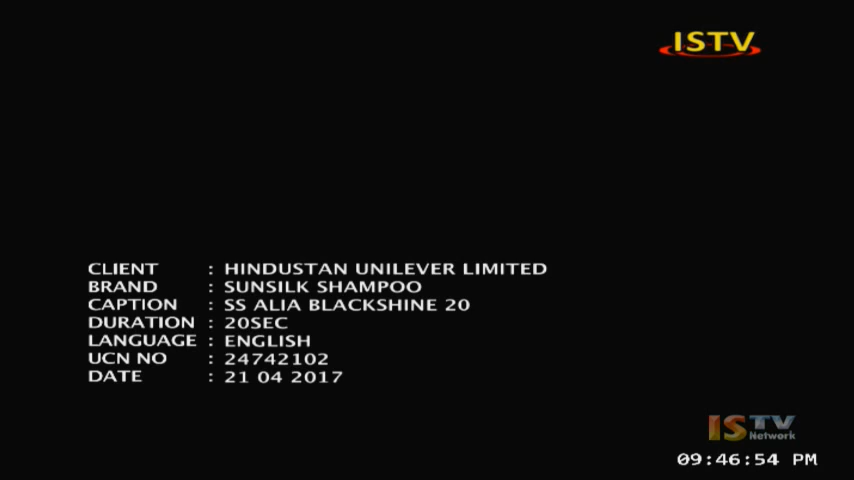 ISTV
CLIENT : HINDUSTAN UNILEVER LIMITED
BRAND : SUNSILK SHAMPOO
CAPTION : SS ALIA BLACKSHINE 20
DURATION : 20SEC
LANGUAGE : ENGLISH
UCN NO : 24742102
DATE : 21 04 2017
ISTV
Network
09:46:54 PM